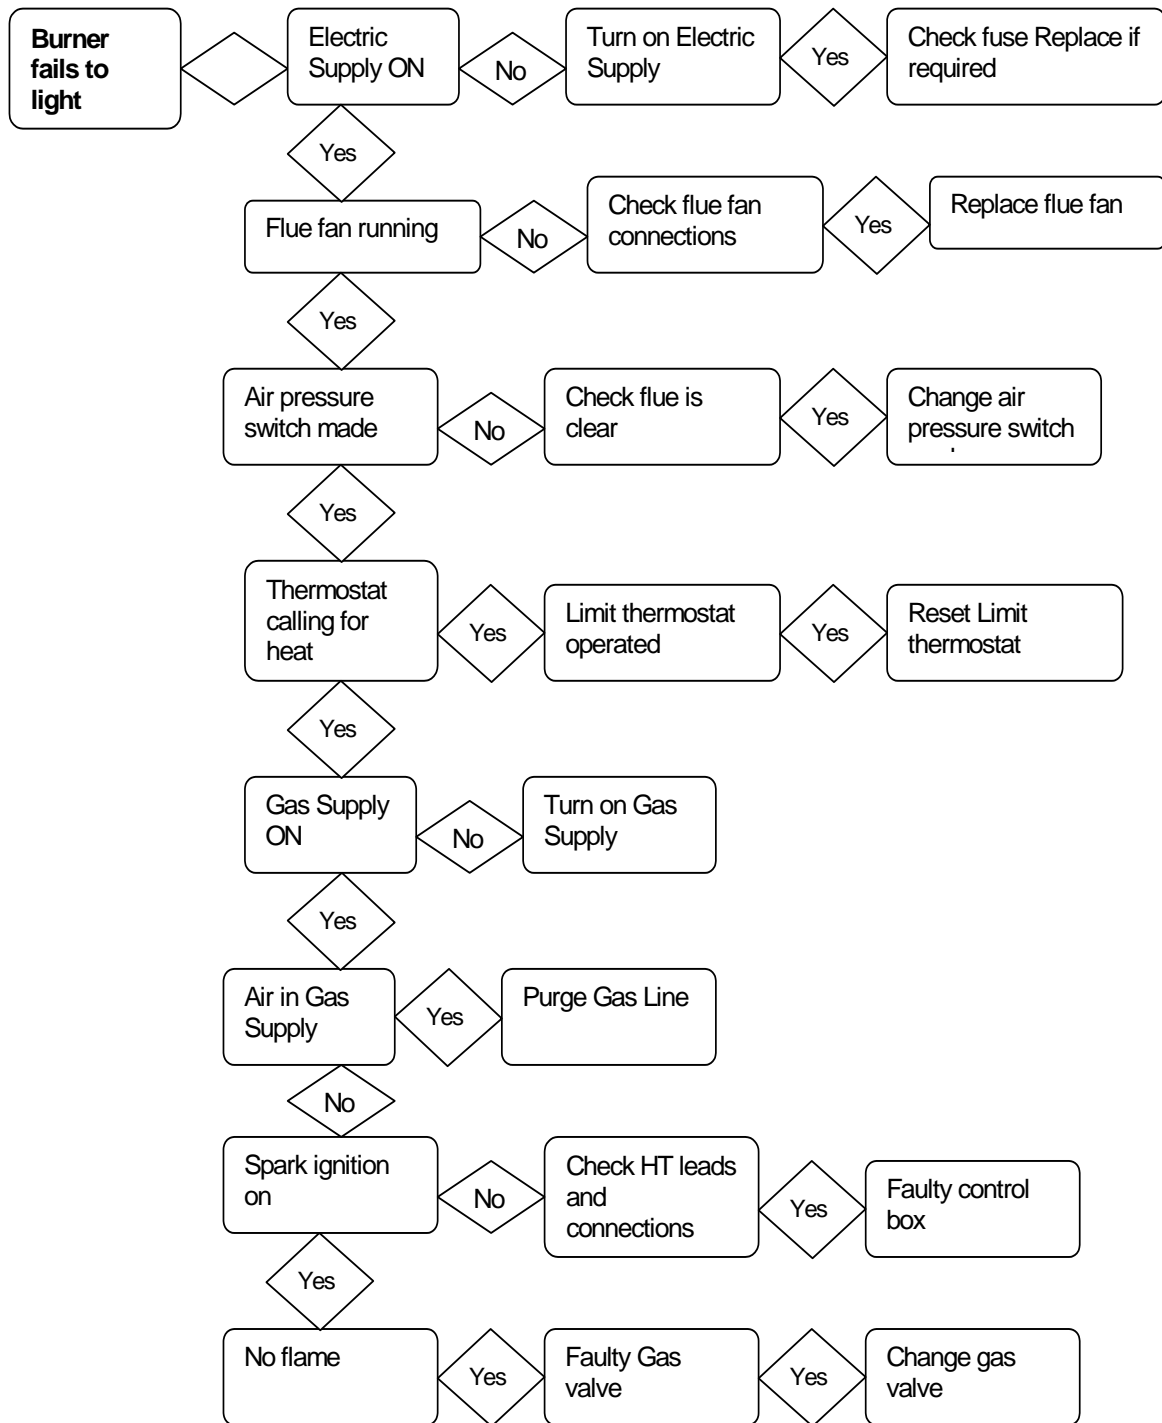 Burner
fails to
light
Electric
Supply ON
No
Turn on Electric
Supply
Yes
Check fuse Replace if
required
Yes
Flue fan running
No
Check flue fan
connections
Yes
Replace flue fan
Yes
Air pressure
switch made
No
Check flue is
clear
Yes
Change air
pressure switch
Yes
Thermostat
calling for
heat
Yes
Limit thermostat
operated
Yes
Reset Limit
thermostat
Yes
Gas Supply
ON
No
Turn on Gas
Supply
Yes
Air in Gas
Supply
Yes
Purge Gas Line
No
Spark ignition
on
No
Check HT leads
and
connections
Yes
Faulty control
box
Yes
No flame
Yes
Faulty Gas
valve
Yes
Change gas
valve